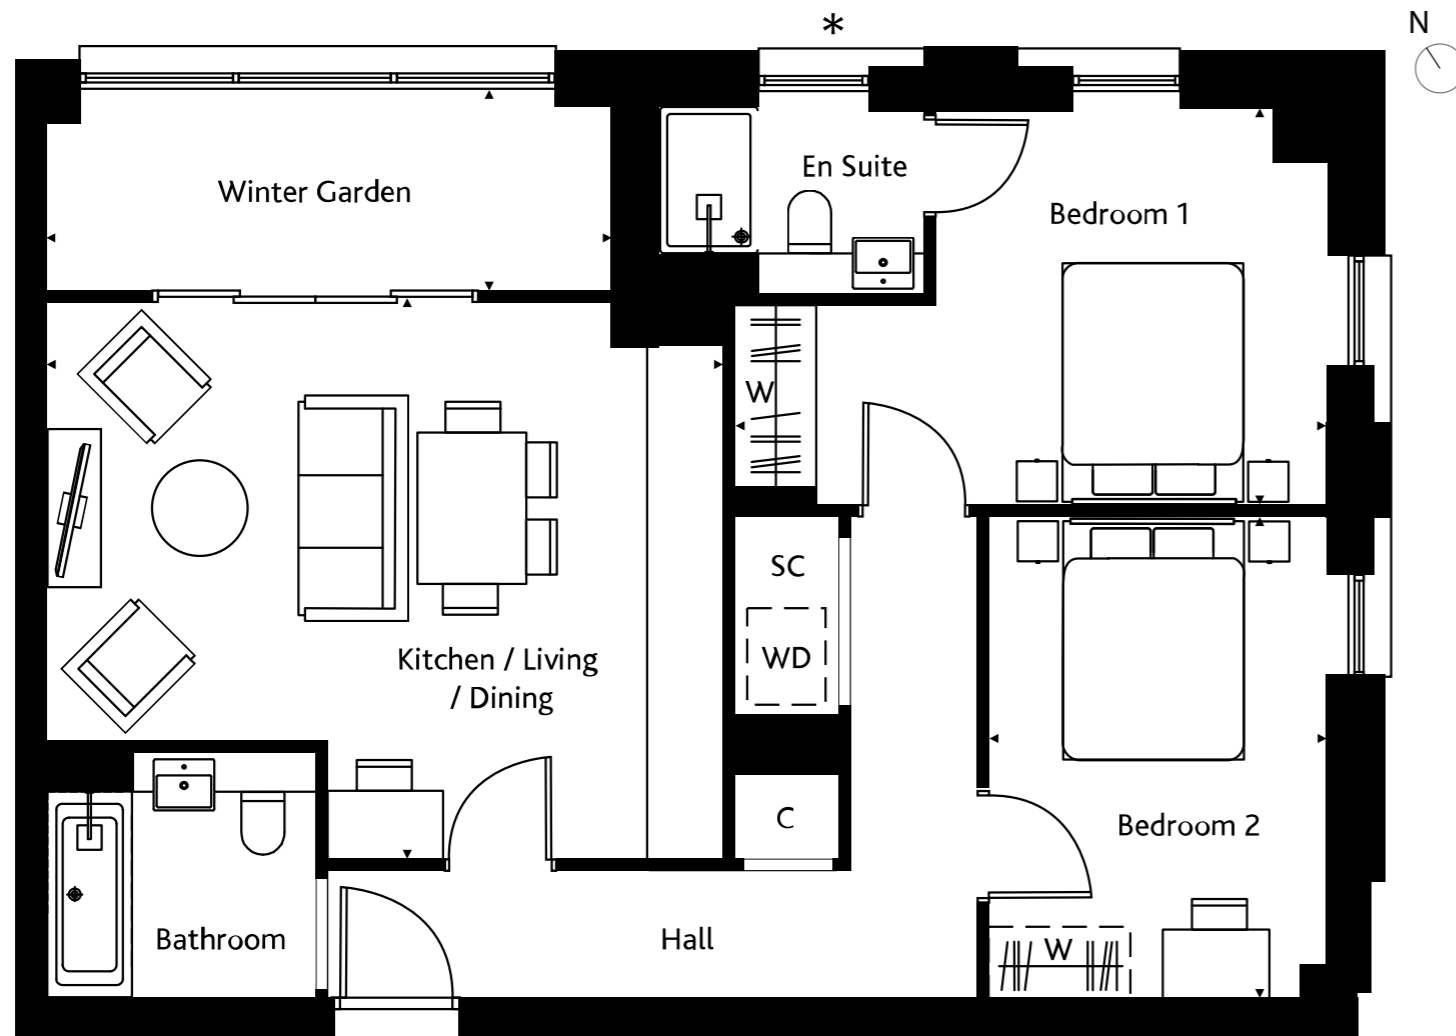 *
N
Winter Garden
En Suite
Bedroom 1
W
SC
WD
Kitchen / Living
/ Dining
C
Bedroom 2
Bathroom
Hall
W